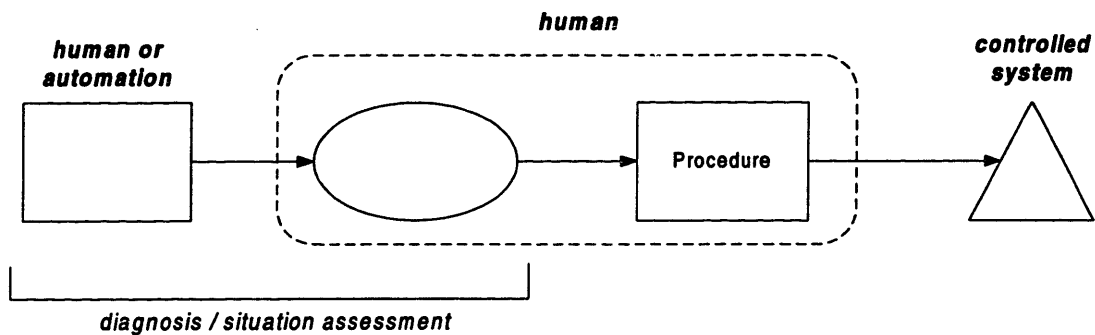 human
human or
automation
controlled
system
Procedure
diagnosis / situation assessment